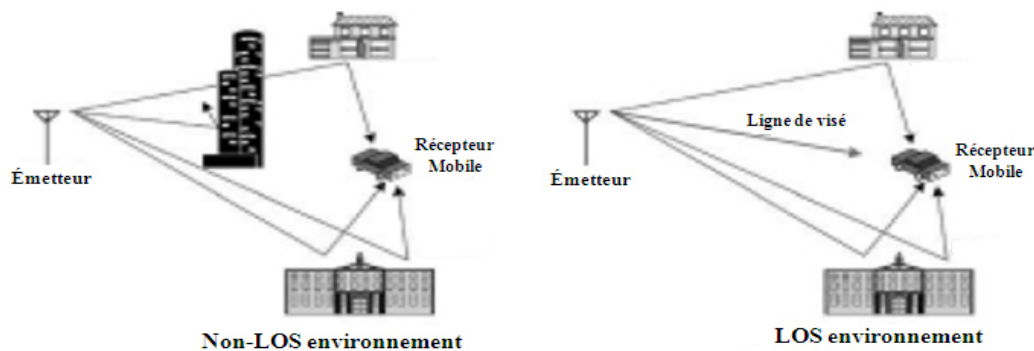 Émetteur
Récepteur
Mobile
Non-LOS environnement
Ligne de visé
Émetteur
Récepteur
Mobile
LOS environnement